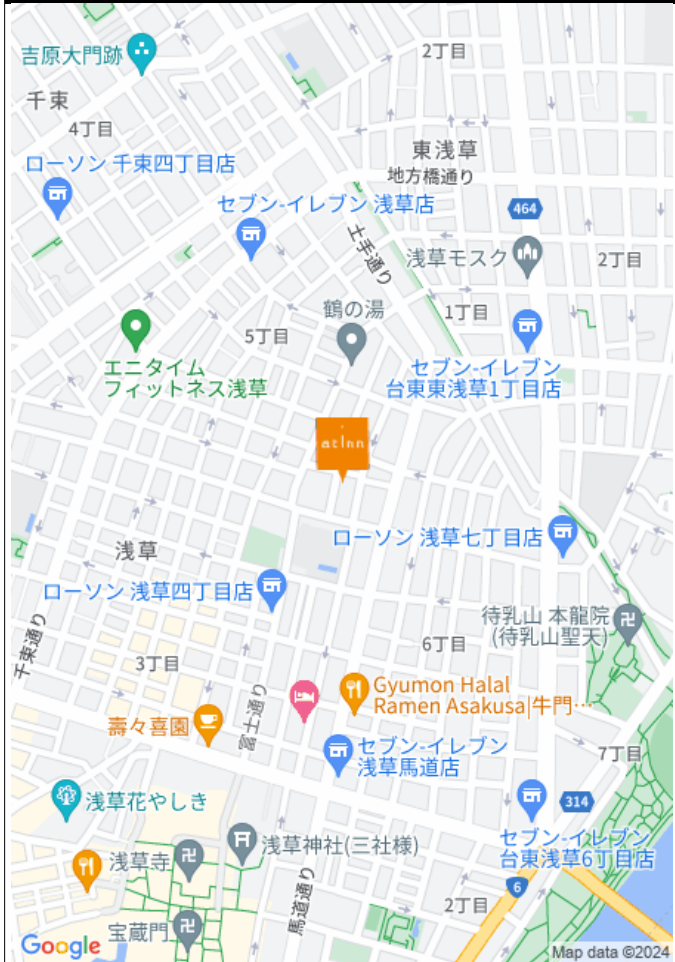 吉原大門跡
2丁目
千束
4丁目
東浅草
地方橋通り
ローソン 千束四丁目店
セブン-イレブン 浅草店
464
土手通り
浅草モスク
2丁目
鶴の湯
1丁目
5丁目
エニタイム
フィットネス浅草
セブン-イレブン
台東東浅草1丁目店
atInn
浅草
ローソン 浅草七丁目店
ローソン 浅草四丁目店
待乳山 本龍院
(待乳山聖天)
千束通り
6丁目
3丁目
Gyumon Halal
Ramen Asakusa|牛門…
富士通り
壽々喜園
セブン-イレブン
浅草馬道店
7丁目
浅草花やしき
314
セブン-イレブン
台東浅草6丁目店
浅草神社(三社様)
浅草寺
6
馬道通り
2丁目
宝蔵門
Google
Map data ©2024